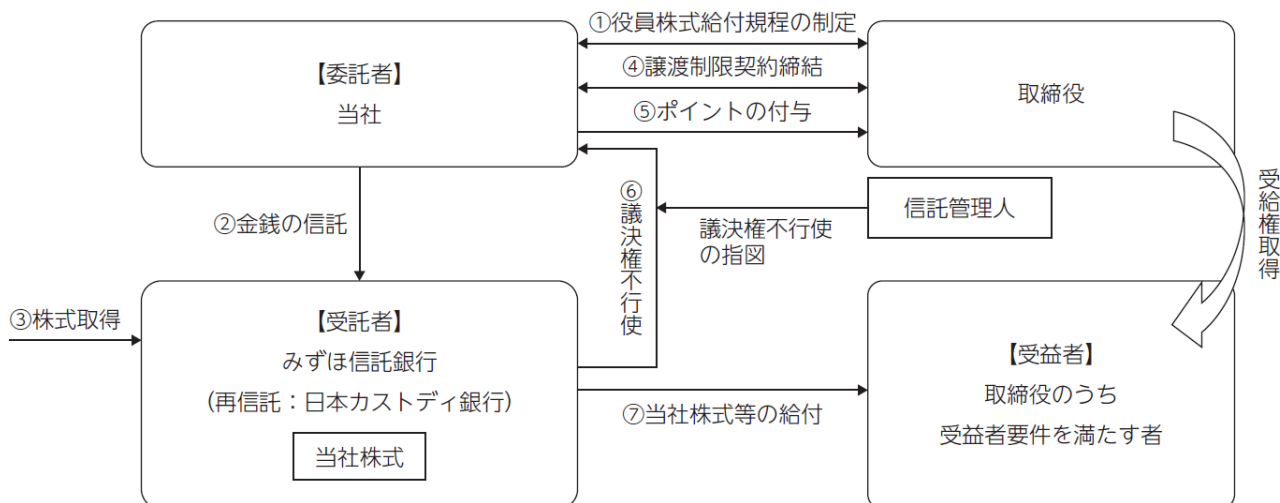 ①役員株式給付規程の制定
【委託者】
当社
④譲渡制限契約締結
取締役
⑤ポイントの付与
②金銭の信託
⑥議決権不行使
議決権不行使
の指図
信託管理人
受給権取得
③株式取得
【受託者】
みずほ信託銀行
(再信託：日本カストディ銀行)
当社株式
⑦当社株式等の給付
【受益者】
取締役のうち
受益者要件を満たす者